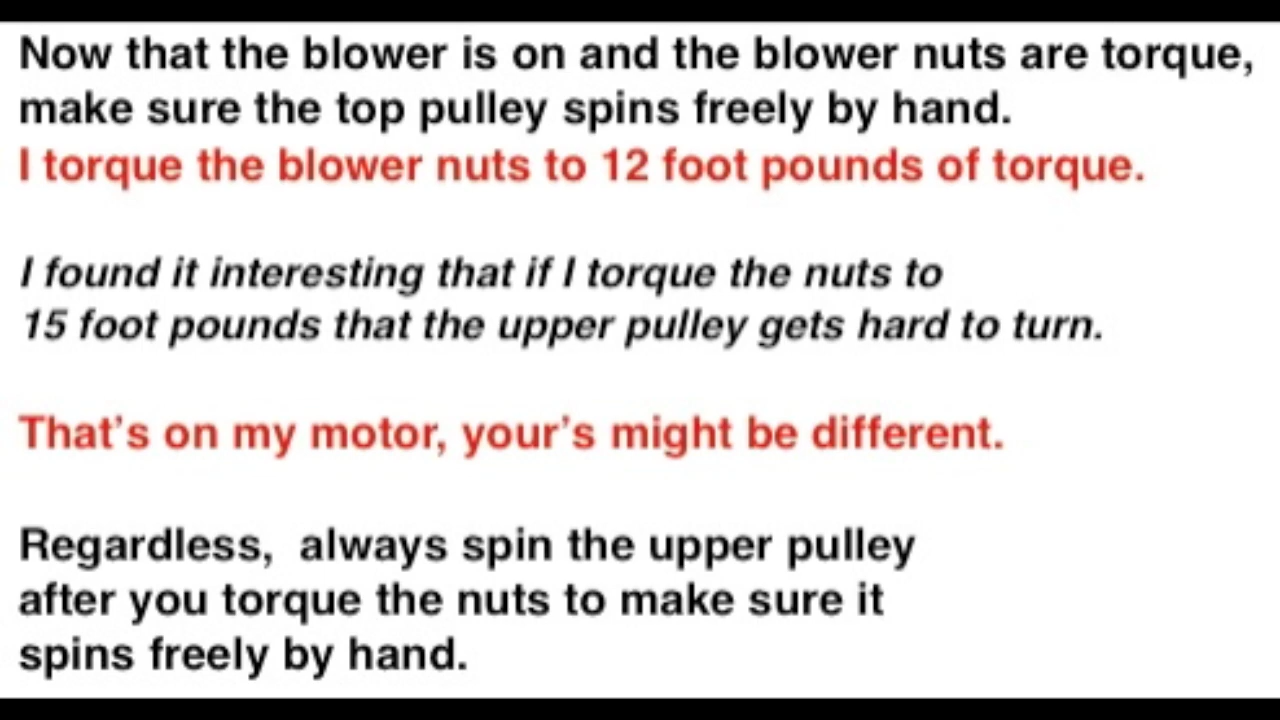 Now that the blower is on and the blower nuts are torque,
make sure the top pulley spins freely by hand.
I torque the blower nuts to 12 foot pounds of torque.
I found it interesting that if I torque the nuts to
15 foot pounds that the upper pulley gets hard to turn.
That’s on my motor, your’s might be different.
Regardless,  always spin the upper pulley
after you torque the nuts to make sure it
spins freely by hand.